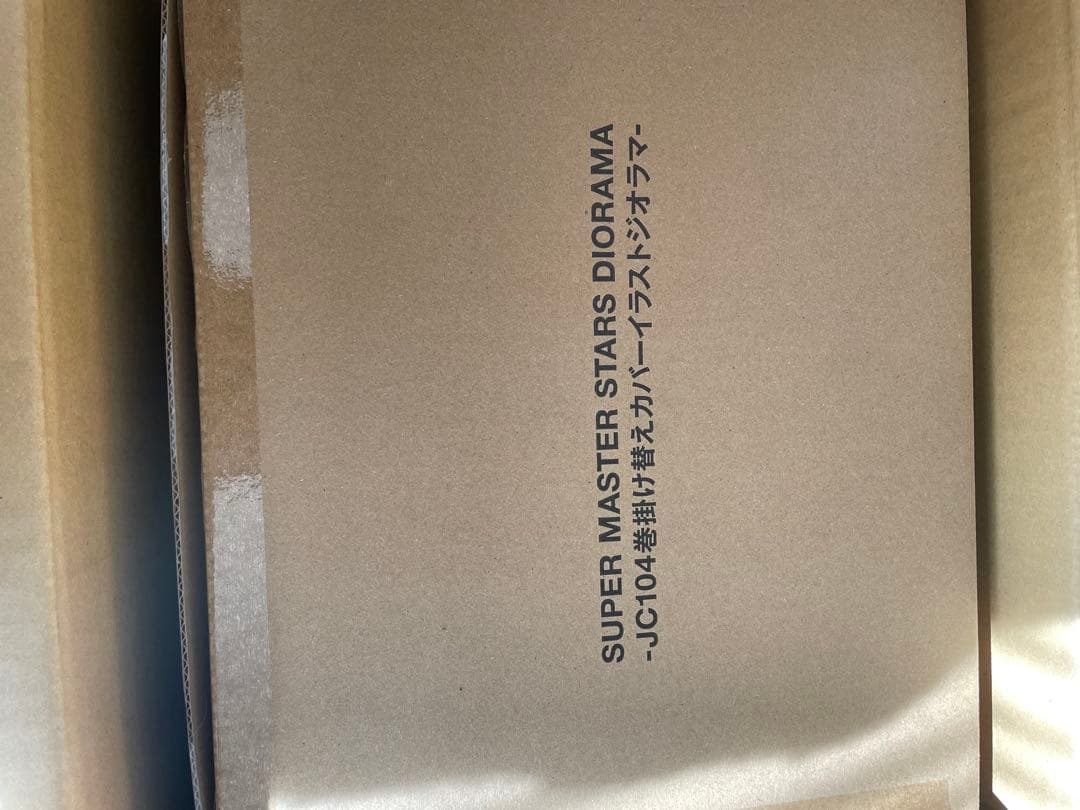 SUPER MASTER STARS DIORAMA
-JC104巻掛け替えカバーイラストジオラマ-